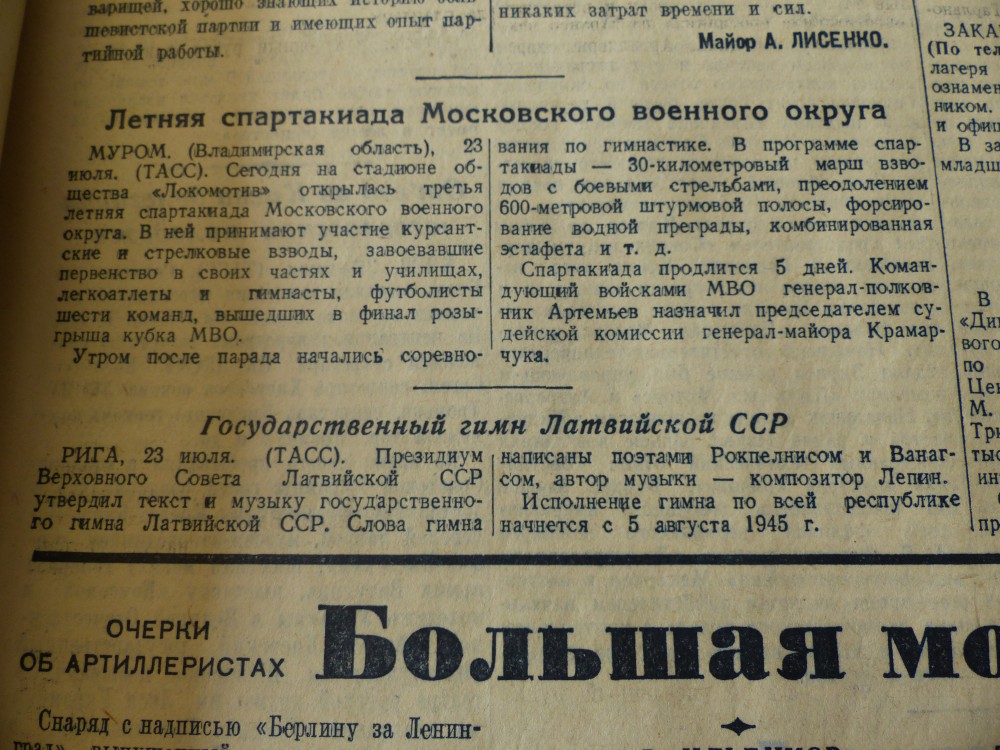 варищей, хорошо знающих историю боль-
шевистской партии и имеющих опыт пар-
тийной работы.
никаких затрат времени и сил.
Майор А. ЛИСЕНКО.
Летняя спартакиада Московского военного округа
МУРОМ. (Владимирская область), 23
июля. (ТАСС). Сегодня на стадионе об-
щества «Локомотив» открылась третья
летняя спартакиада Московского военного
округа. В ней принимают участие курсант-
ские и стрелковые взводы, завоевавшие
первенство в своих частях и училищах,
легкоатлеты и гимнасты, футболисты
шести команд, вышедших в финал розы-
грыша кубка МВО.
Утром после парада начались соревно-
вания по гимнастике. В программе спар-
такиады — 30-километровый марш взво-
дов с боевыми стрельбами, преодолением
600-метровой штурмовой полосы, форсиро-
вание водной преграды, комбинированная
эстафета и т. д.
Спартакиада продлится 5 дней. Коман-
дующий войсками МВО генерал-полков-
ник Артемьев назначил председателем су-
дейской комиссии генерал-майора Крамар-
чука.
Государственный гимн Латвийской ССР
РИГА, 23 июля. (ТАСС). Президиум
Верховного Совета Латвийской ССР
утвердил текст и музыку государственно-
го гимна Латвийской ССР. Слова гимна
написаны поэтами Рокпелнисом и Ванаг-
сом, автор музыки — композитор Лепин.
Исполнение гимна по всей республике
начнется с 5 августа 1945 г.
ЗАКА
(По тел
лагеря
ознамен
ником.
и офиц
В за
младш
В
«Ди
вого
по
Цен
М.
Тр
тыс
ин
пр
ОЧЕРКИ
ОБ АРТИЛЛЕРИСТАХ
Большая мо
Снаряд с надписью «Берлину за Ленин-